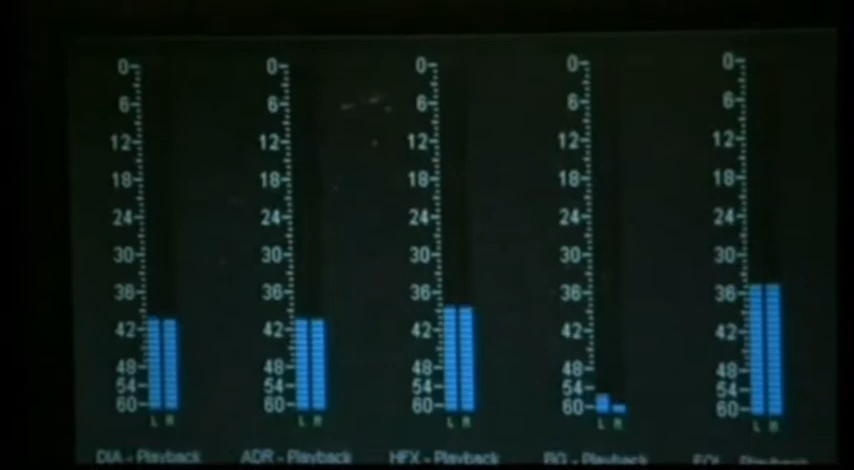 0- 0- 0- 0- 0-
6- 6- 6- 6- 6-
12- 12- 12- 12- 12-
18- 18- 18- 18- 18-
24- 24- 24- 24- 24-
30- 30- 30- 30- 30-
36- 36- 36- 36- 36-
42- 42- 42- 42- 42-
48- 48- 48- 48- 48-
54- 54- 54- 54- 54-
60- 60- 60- 60- 60-
L R L R L R L R L R
DIA - Playback ADR - Playback HFX - Playback BG - Playback Playback